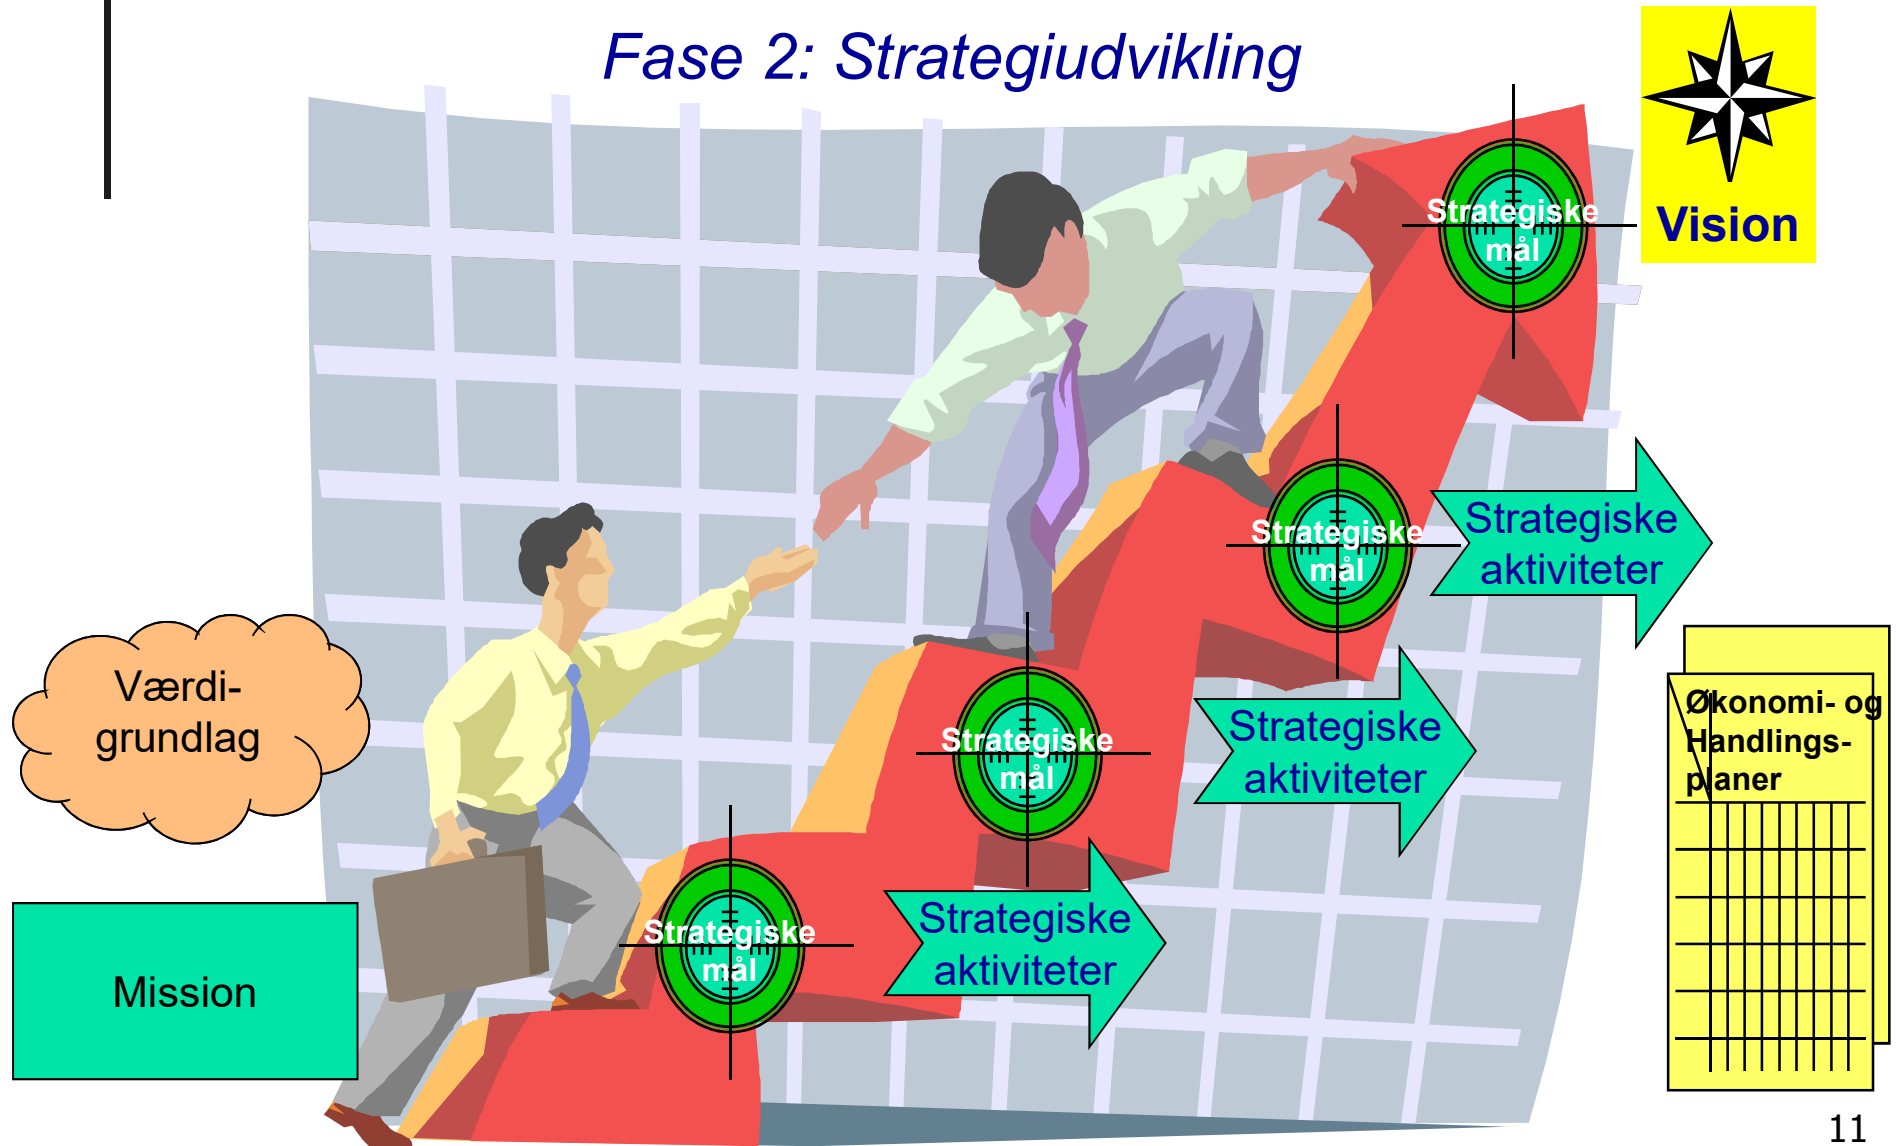 Fase 2: Strategiudvikling
Vision
Strategiske
mål
Strategiske
mål
Strategiske
aktiviteter
Værdi-
grundlag
Strategiske
mål
Strategiske
aktiviteter
Økonomi- og
Handlings-
planer
Mission
Strategiske
mål
Strategiske
aktiviteter
11